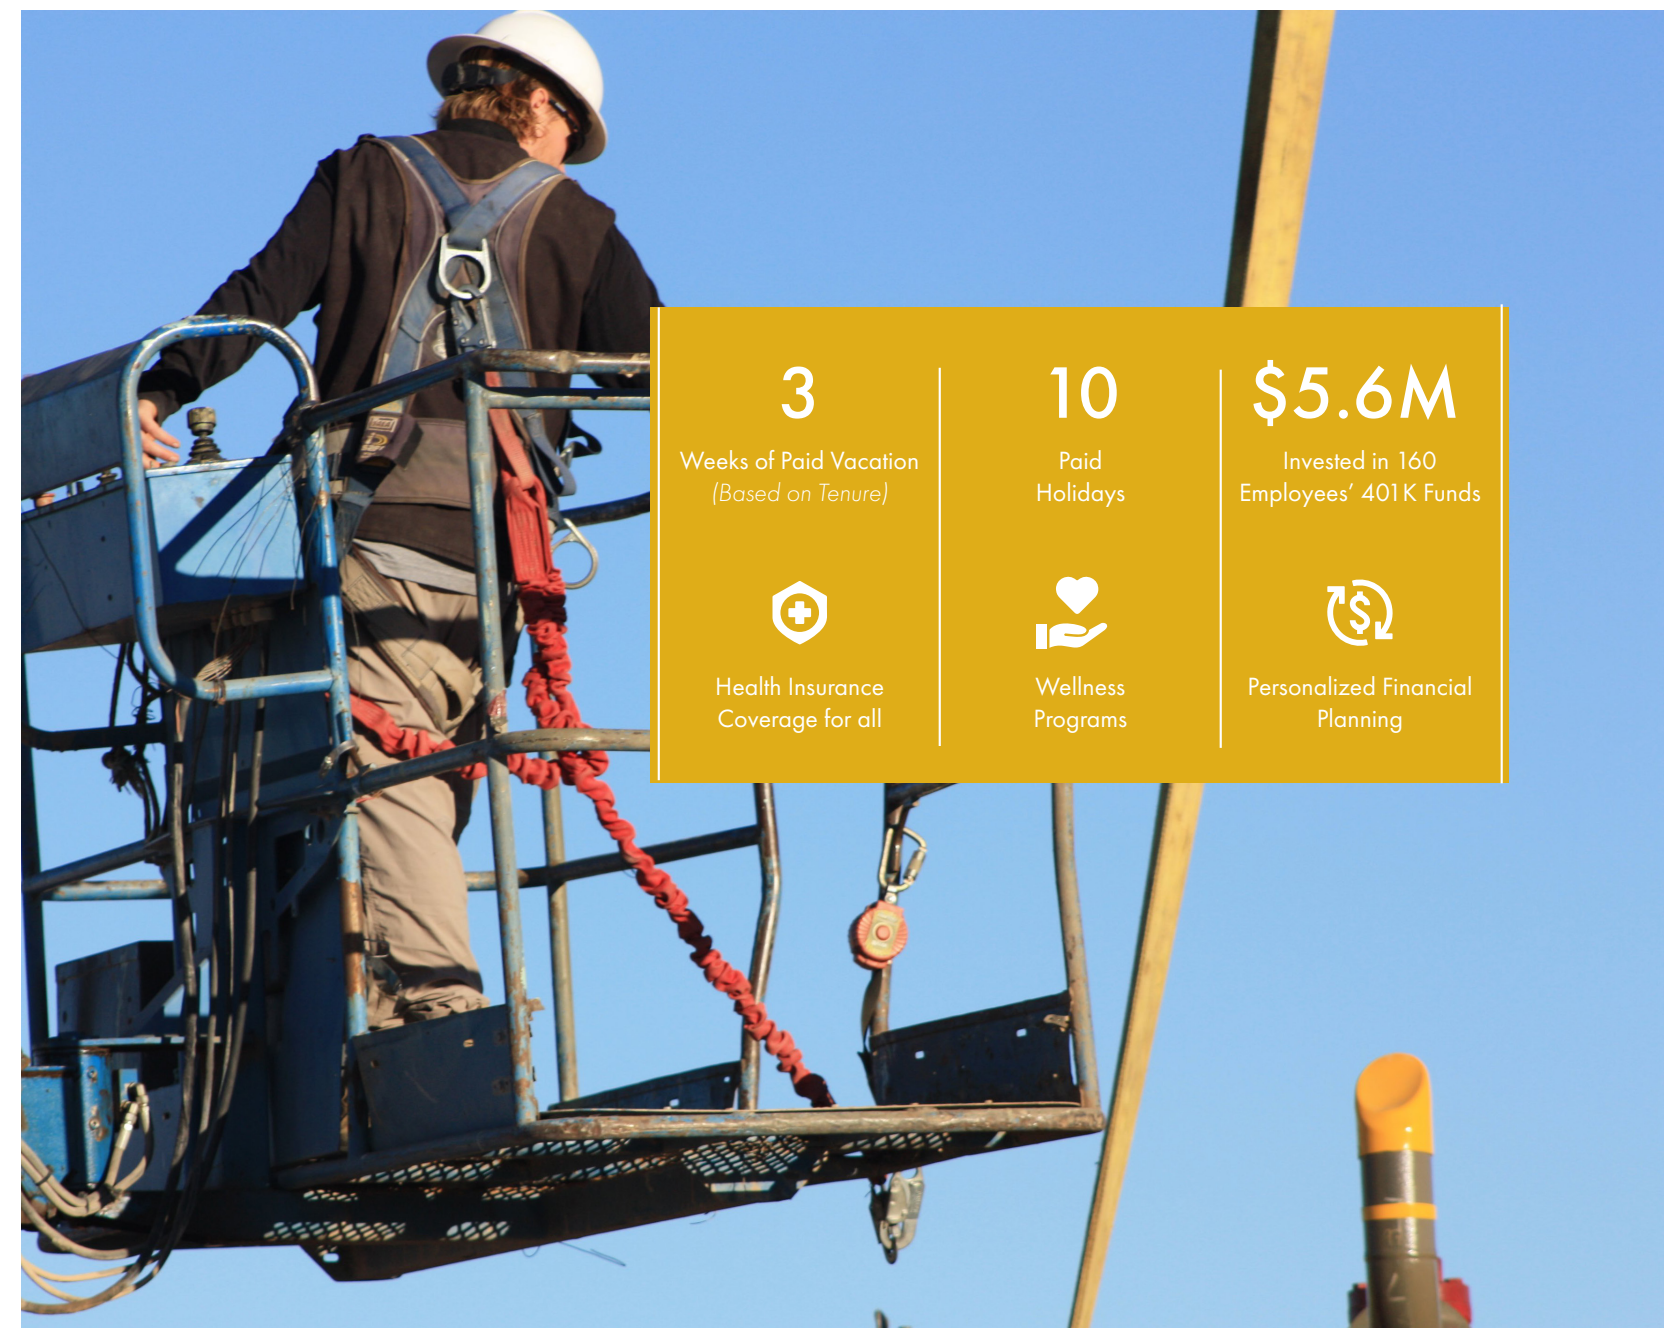 3
Weeks of Paid Vacation
(Based on Tenure)
10
Paid
Holidays
$5.6M
Invested in 160
Employees’ 401K Funds
Health Insurance
Coverage for all
Wellness
Programs
Personalized Financial
Planning